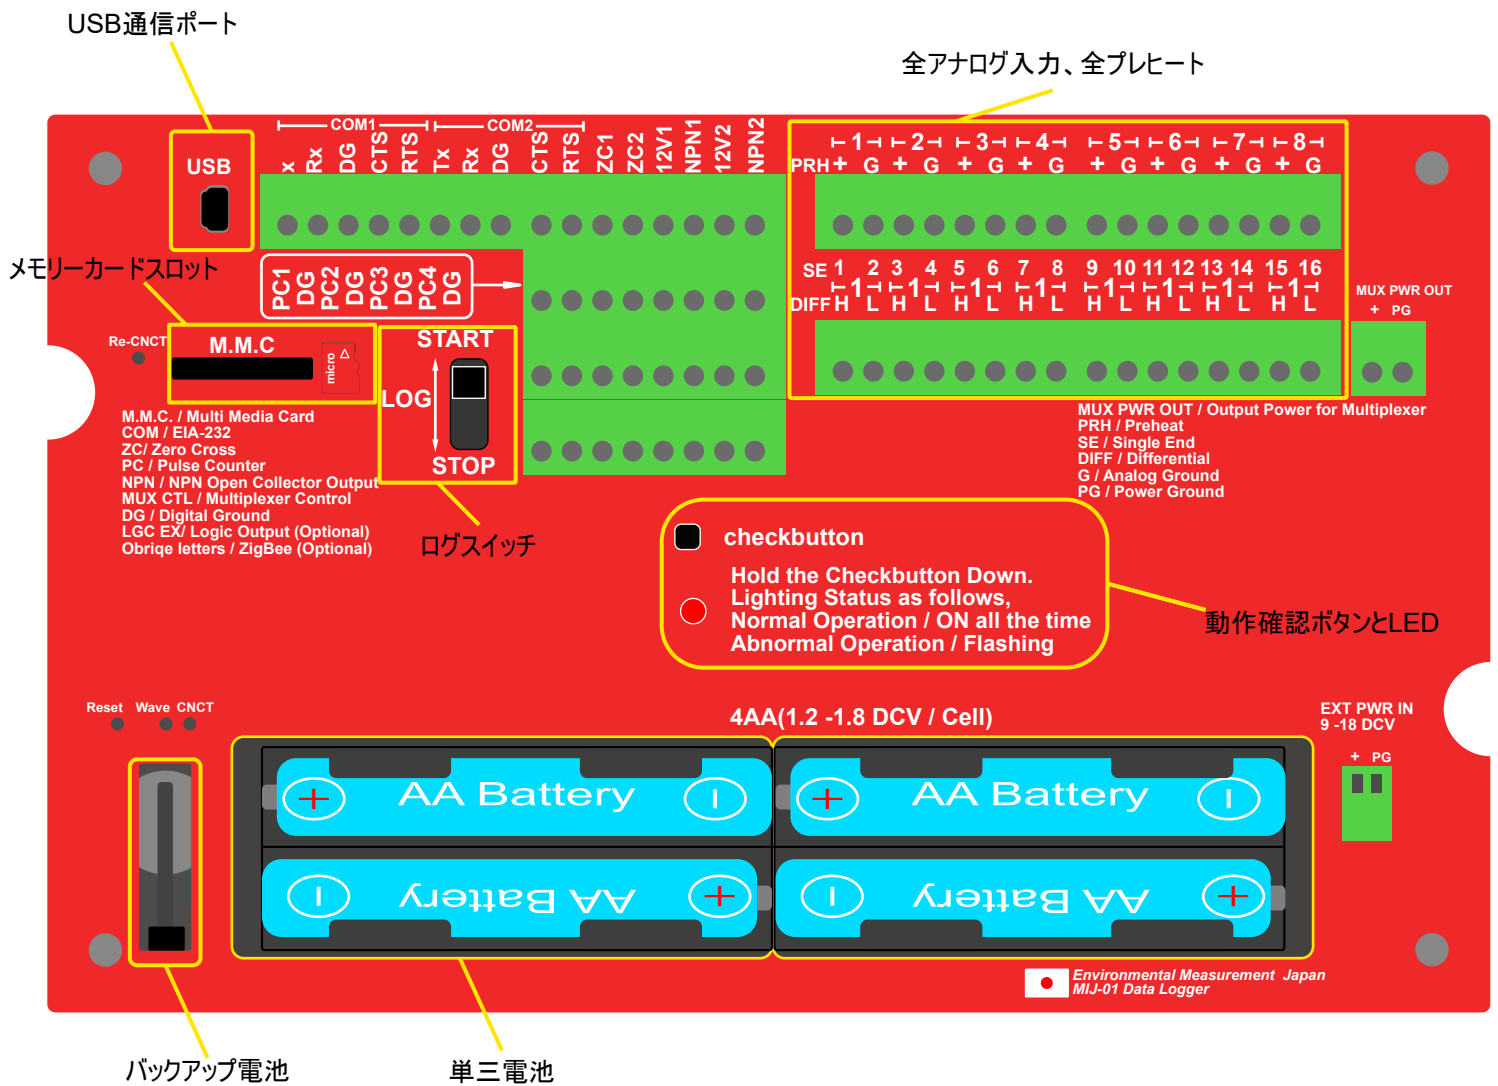 USB通信ポート
全アナログ入力、全プレヒート
COM1 COM2
x Rx DG CTS RTS Tx Rx DG CTS RTS ZC1 ZC2 12V1 NPN1 12V2 NPN2
USB
1 2 3 4 5 6 7 8
PRH + G + G + G + G + G + G + G + G
メモリーカードスロット
PC1 DG PC2 DG PC3 DG PC4 DG
SE 1 2 3 4 5 6 7 8 9 10 11 12 13 14 15 16
1 1 1 1 1 1 1 1
DIFF H L H L H L H L H L H L H L H L
MUX PWR OUT
+ PG
Re-CNCT
M.M.C
micro
START
LOG
STOP
M.M.C. / Multi Media Card
COM / EIA-232
ZC/ Zero Cross
PC / Pulse Counter
NPN / NPN Open Collector Output
MUX CTL / Multiplexer Control
DG / Digital Ground
LGC EX/ Logic Output (Optional)
Obriqe letters / ZigBee (Optional)
MUX PWR OUT / Output Power for Multiplexer
PRH / Preheat
SE / Single End
DIFF / Differential
G / Analog Ground
PG / Power Ground
ログスイッチ
checkbutton
Hold the Checkbutton Down.
Lighting Status as follows,
Normal Operation / ON all the time
Abnormal Operation / Flashing
動作確認ボタンとLED
Reset Wave CNCT
4AA(1.2 -1.8 DCV / Cell)
EXT PWR IN
9 -18 DCV
+ PG
+ AA Battery − + AA Battery −
− AA Battery + − AA Battery +
Environmental Measurement Japan
MIJ-01 Data Logger
バックアップ電池
単三電池